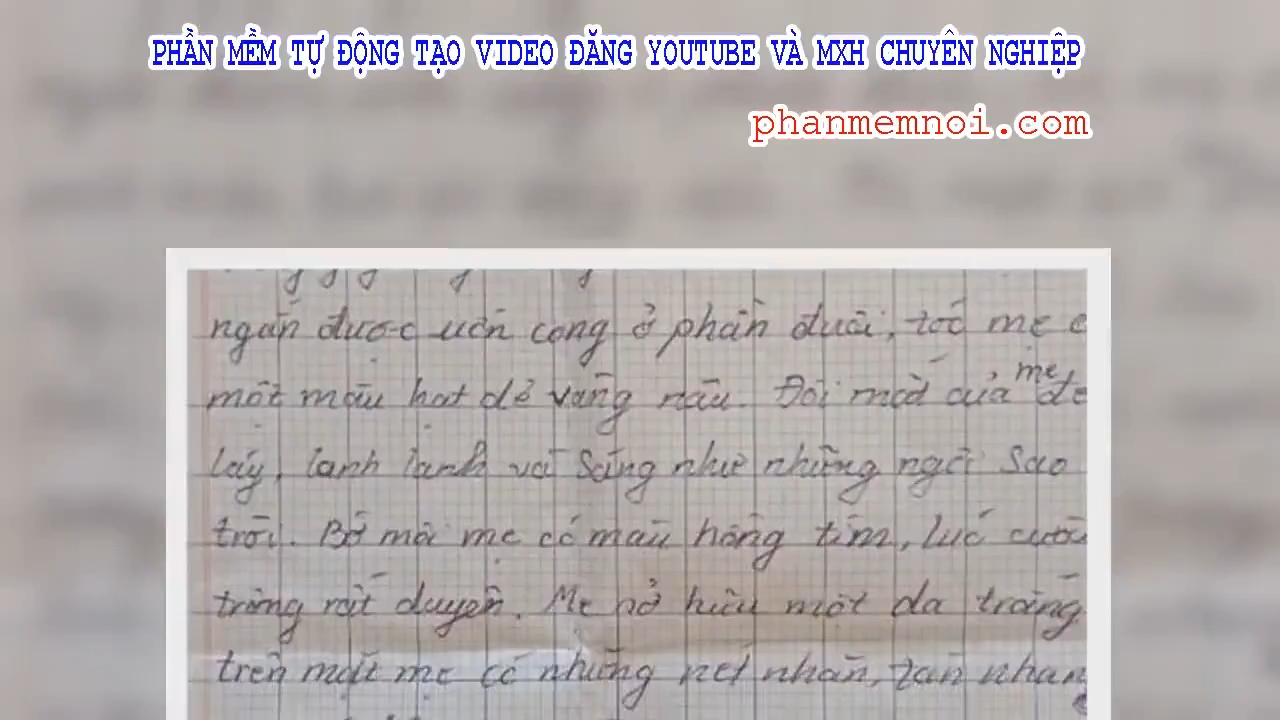 PHẦN MỀM TỰ ĐỘNG TẠO VIDEO ĐĂNG YOUTUBE VÀ MXH CHUYÊN NGHIỆP
phanmemnoi.com
ngắn được uốn cong ở phần đuôi, tóc mẹ c
một màu hạt dẻ vàng nâu. Đôi mắt của mẹ đe
láy, lanh lanh và sáng như những ngôi sao
trời. Bờ môi mẹ có màu hồng tím, lúc cười
trông rất duyên. Mẹ sở hữu một da trắng
trên mặt mẹ có những nét nhăn, tàn nhan